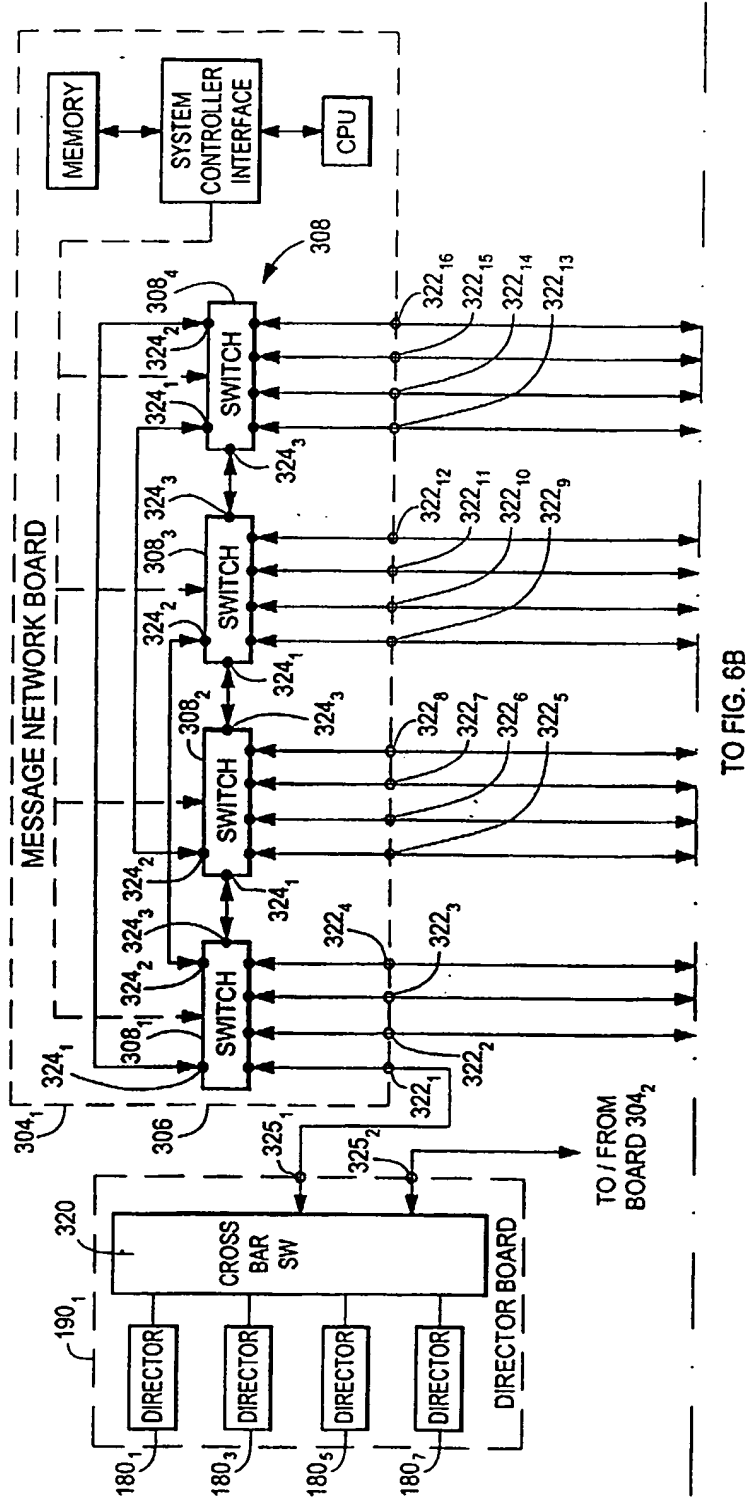 MESSAGE NETWORK BOARD
304₁
306
MEMORY
SYSTEM
CONTROLLER
INTERFACE
CPU
308
324₁
308₁
324₂
324₃
SWITCH
324₂
324₁
308₂
324₃
SWITCH
324₂
324₁
308₃
324₃
SWITCH
324₁
324₂
308₄
324₃
SWITCH
322₁
322₂
322₃
322₄
322₅
322₆
322₇
322₈
322₉
322₁₀
322₁₁
322₁₂
322₁₃
322₁₄
322₁₅
322₁₆
190₁
320
CROSS
BAR
SW
325₁
325₂
DIRECTOR
DIRECTOR
DIRECTOR
DIRECTOR
180₁
180₃
180₅
180₇
DIRECTOR BOARD
TO / FROM
BOARD 304₂
TO FIG. 6B